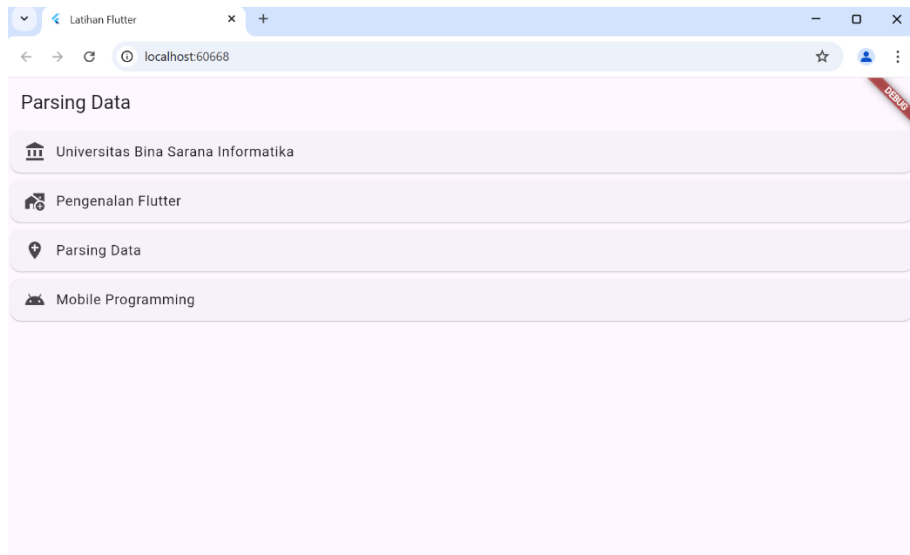 Latihan Flutter
localhost:60668
Parsing Data
DEBUG
Universitas Bina Sarana Informatika
Pengenalan Flutter
Parsing Data
Mobile Programming